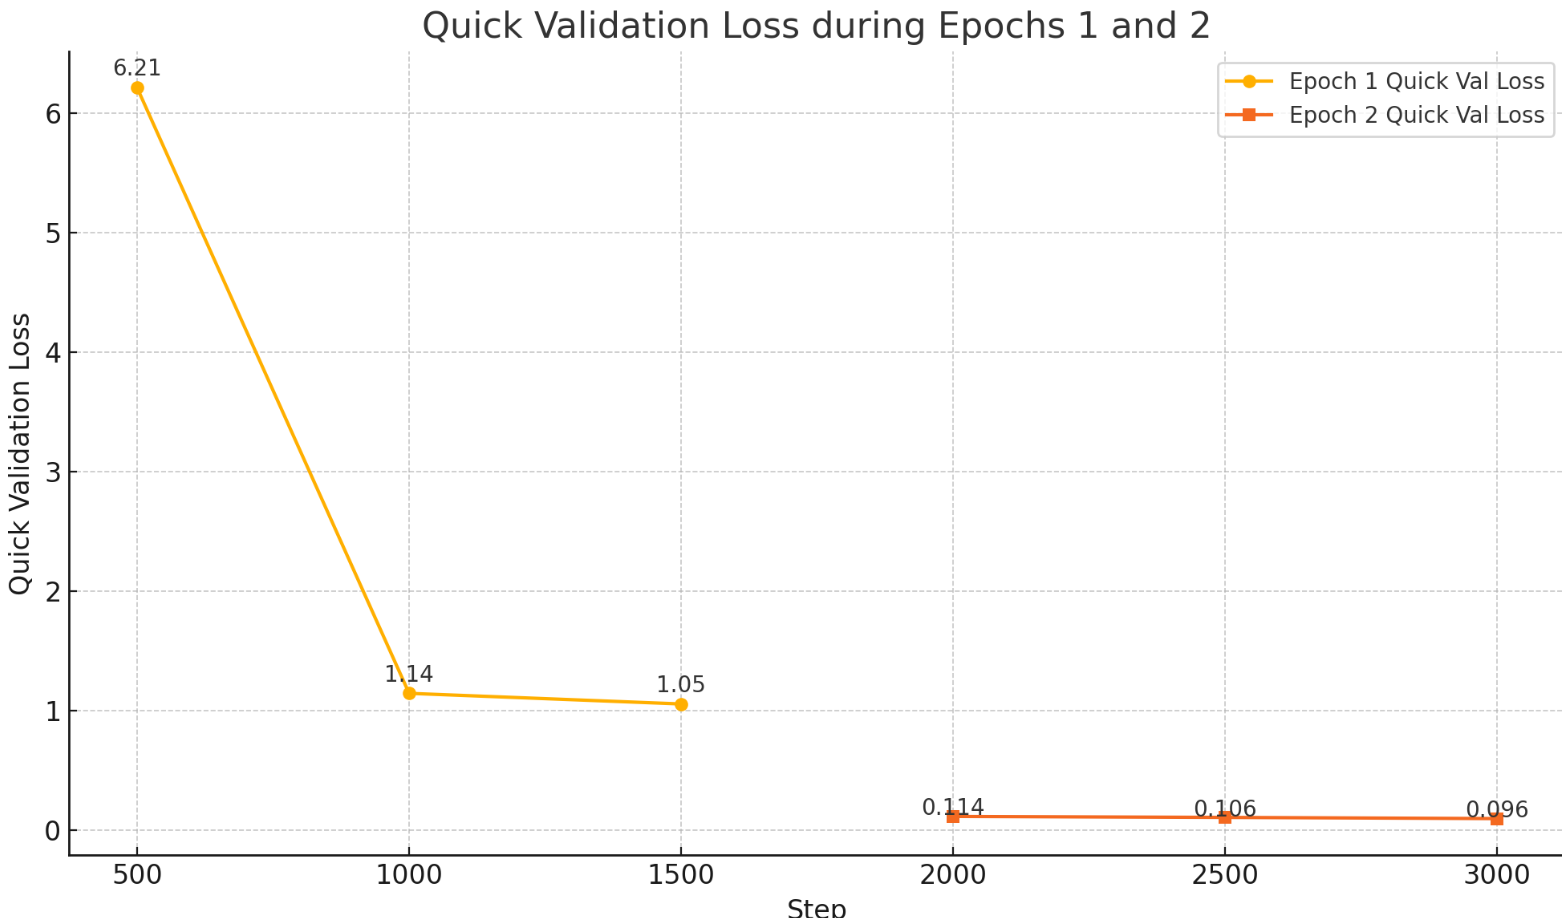 Quick Validation Loss during Epochs 1 and 2
Epoch 1 Quick Val Loss
Epoch 2 Quick Val Loss
Quick Validation Loss
6
5
4
3
2
1
0
6.21
1.14
1.05
0.114
0.106
0.096
500 1000 1500 2000 2500 3000
Step